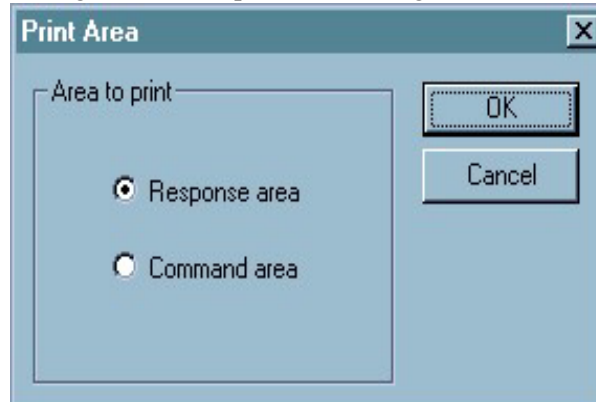 Print Area
Area to print
OK
Response area
Cancel
Command area